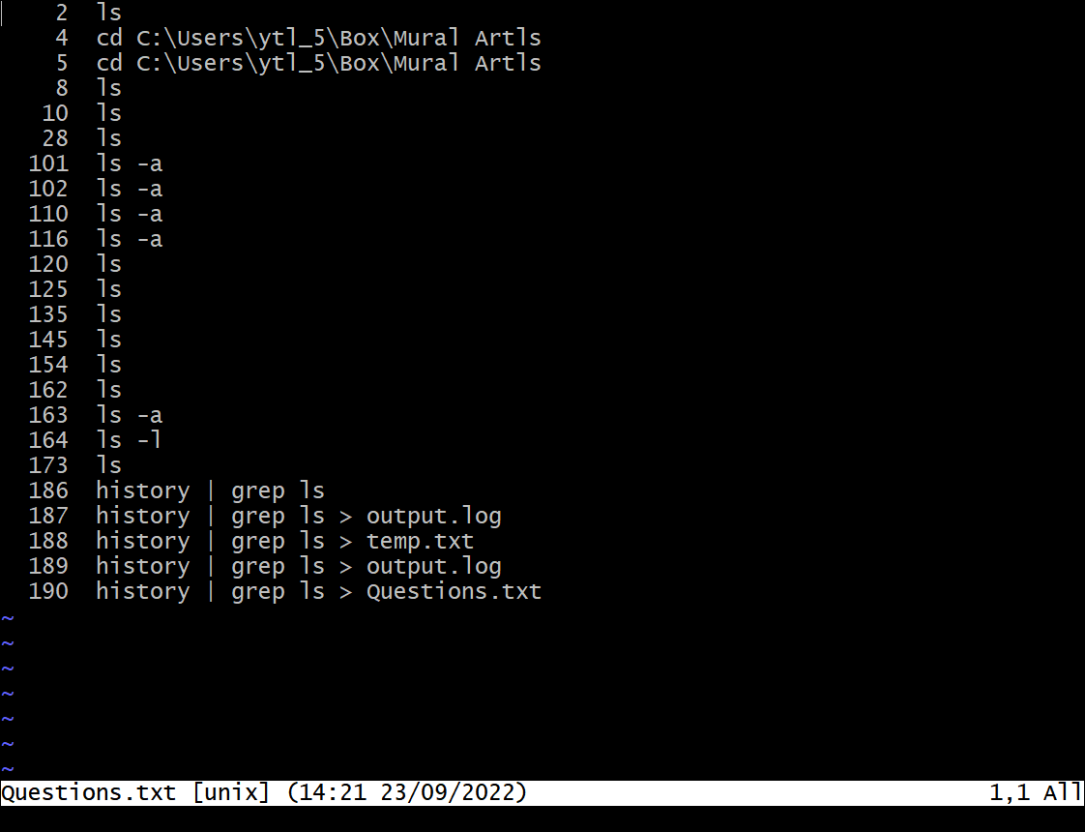 2  ls
4  cd C:\Users\ytl_5\Box\Mural Artls
5  cd C:\Users\ytl_5\Box\Mural Artls
8  ls
10  ls
28  ls
101  ls -a
102  ls -a
110  ls -a
116  ls -a
120  ls
125  ls
135  ls
145  ls
154  ls
162  ls
163  ls -a
164  ls -l
173  ls
186  history | grep ls
187  history | grep ls > output.log
188  history | grep ls > temp.txt
189  history | grep ls > output.log
190  history | grep ls > Questions.txt
~
~
~
~
~
~
~
Questions.txt [unix] (14:21 23/09/2022) 1,1 All